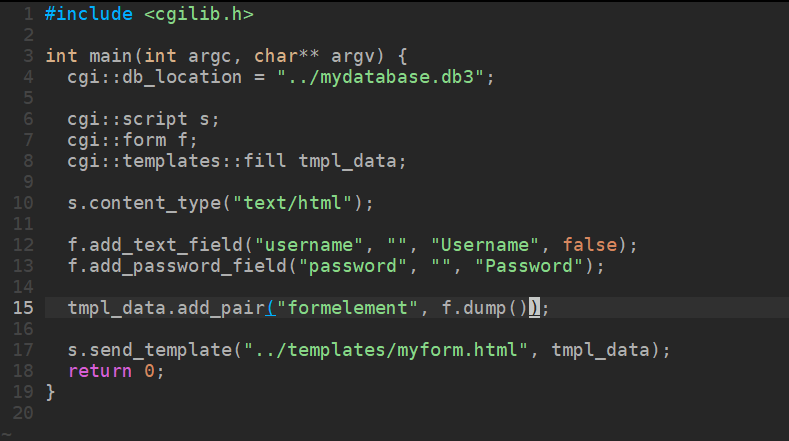 1 #include <cgilib.h>
2
3 int main(int argc, char** argv) {
4   cgi::db_location = "../mydatabase.db3";
5
6   cgi::script s;
7   cgi::form f;
8   cgi::templates::fill tmpl_data;
9
10   s.content_type("text/html");
11
12   f.add_text_field("username", "", "Username", false);
13   f.add_password_field("password", "", "Password");
14
15   tmpl_data.add_pair("formelement", f.dump());
16
17   s.send_template("../templates/myform.html", tmpl_data);
18   return 0;
19 }
20
~